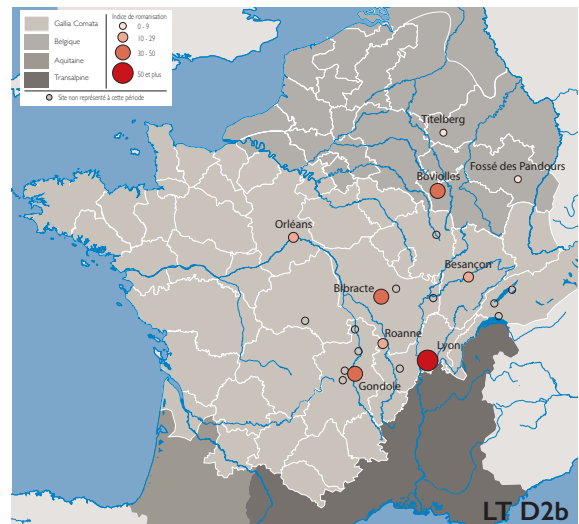 Gallia Comata
Belgique
Aquitaine
Transalpine
Indice de romanisation
0 - 9
10 - 29
30 - 50
50 et plus
Site non représenté à cette période
Titelberg
Fossé des Pandours
Boviolles
Orléans
Besançon
Bibracte
Roanne
Lyon
Gondole
LT D2b